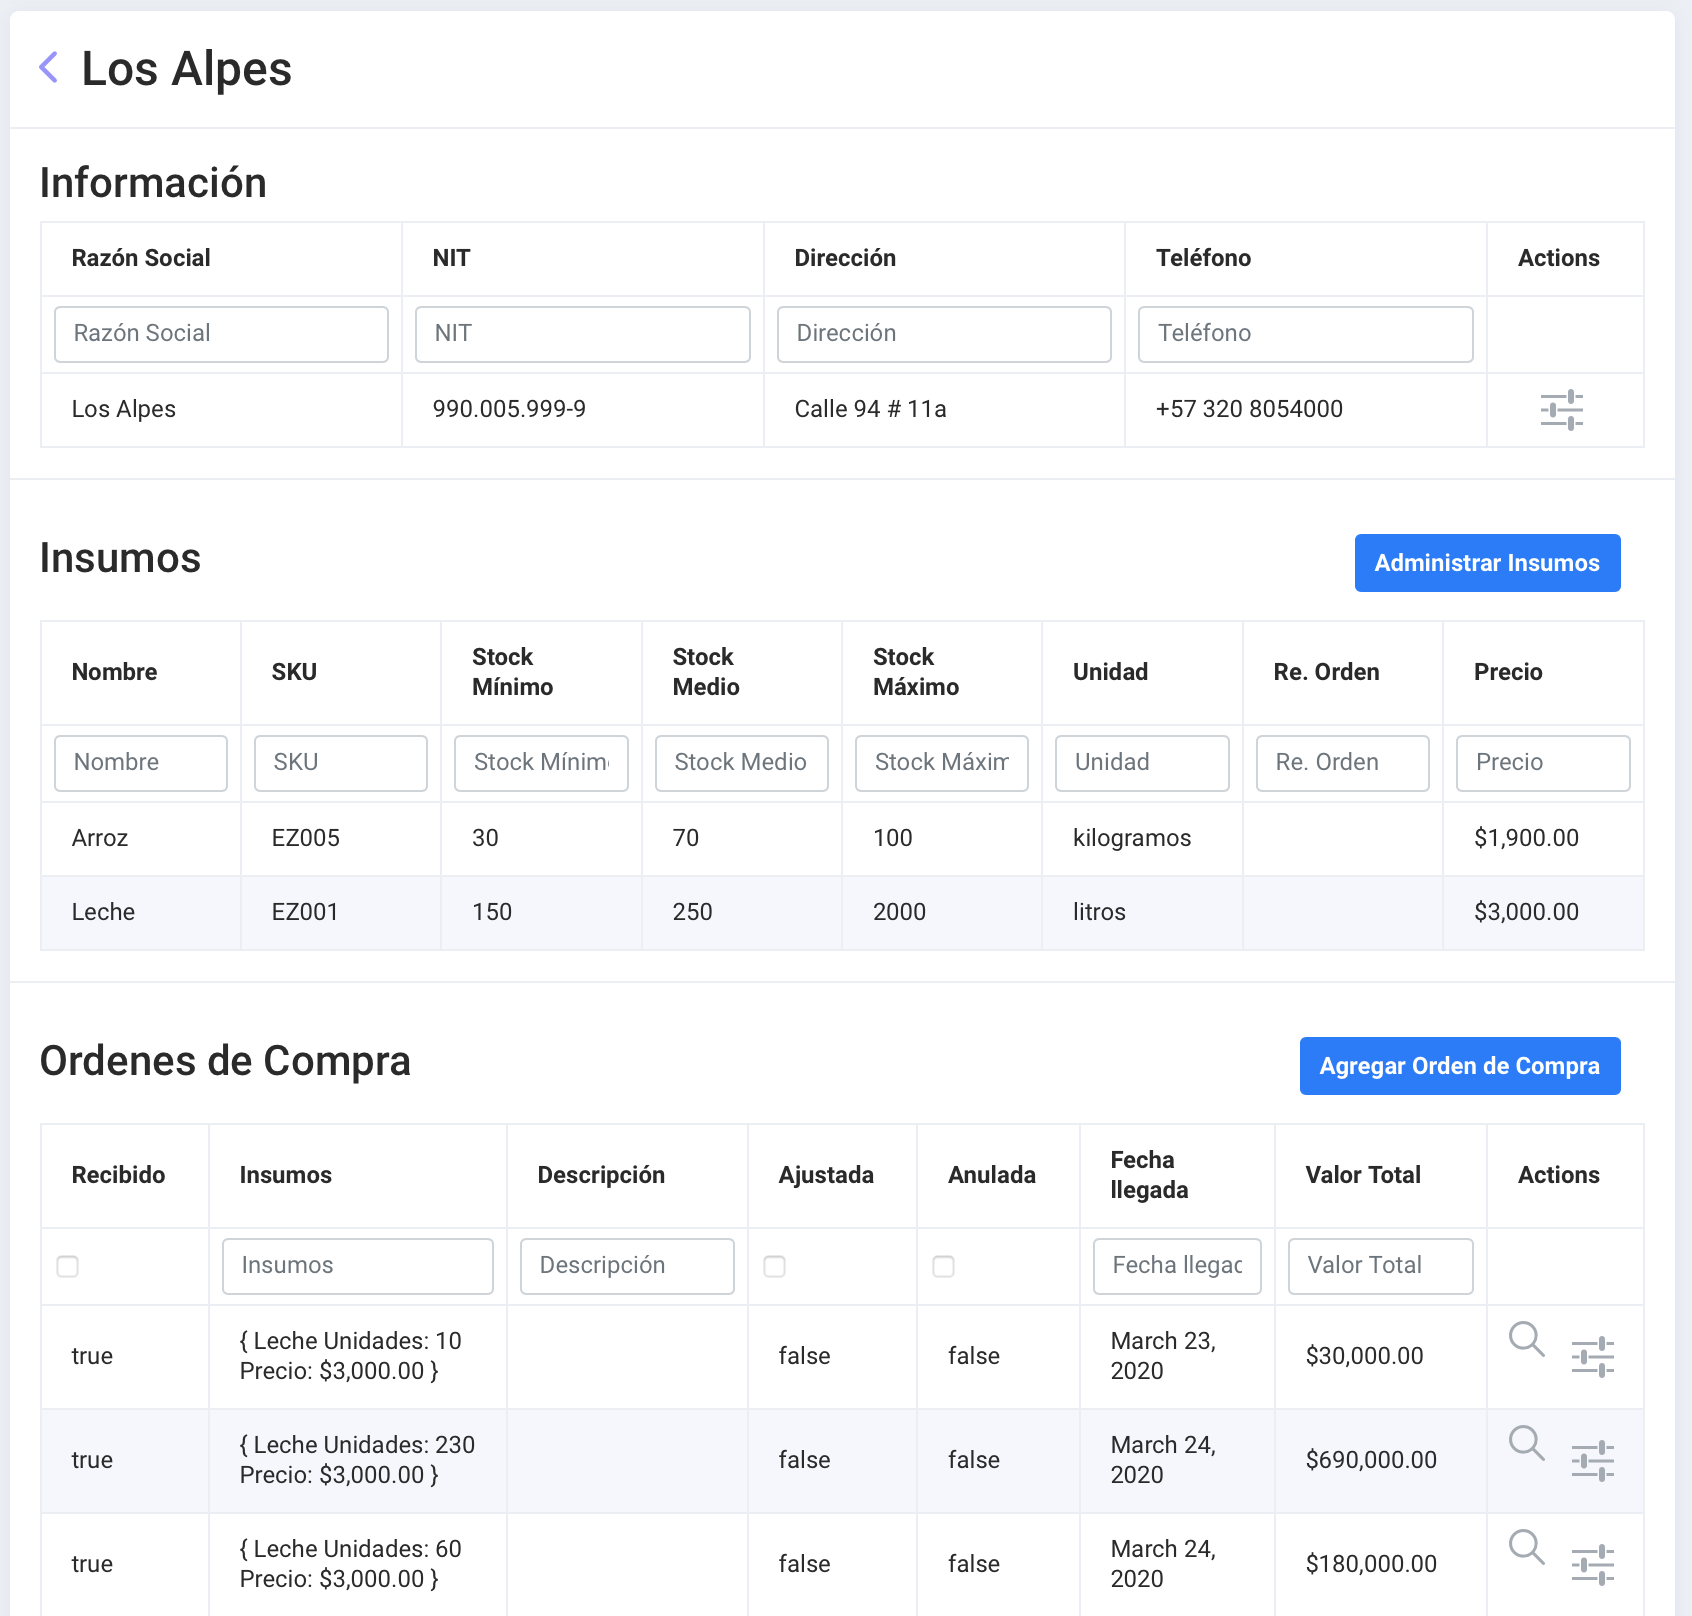 Los Alpes
Información
Razón Social NIT Dirección Teléfono Actions
Razón Social NIT Dirección Teléfono
Los Alpes 990.005.999-9 Calle 94 # 11a +57 320 8054000
Insumos
Administrar Insumos
Nombre SKU Stock Mínimo Stock Medio Stock Máximo Unidad Re. Orden Precio
Nombre SKU Stock Mínim Stock Medio Stock Máxim Unidad Re. Orden Precio
Arroz EZ005 30 70 100 kilogramos $1,900.00
Leche EZ001 150 250 2000 litros $3,000.00
Ordenes de Compra
Agregar Orden de Compra
Recibido Insumos Descripción Ajustada Anulada Fecha llegada Valor Total Actions
Insumos Descripción Fecha llegac Valor Total
true { Leche Unidades: 10 Precio: $3,000.00 } false false March 23, 2020 $30,000.00
true { Leche Unidades: 230 Precio: $3,000.00 } false false March 24, 2020 $690,000.00
true { Leche Unidades: 60 Precio: $3,000.00 } false false March 24, 2020 $180,000.00